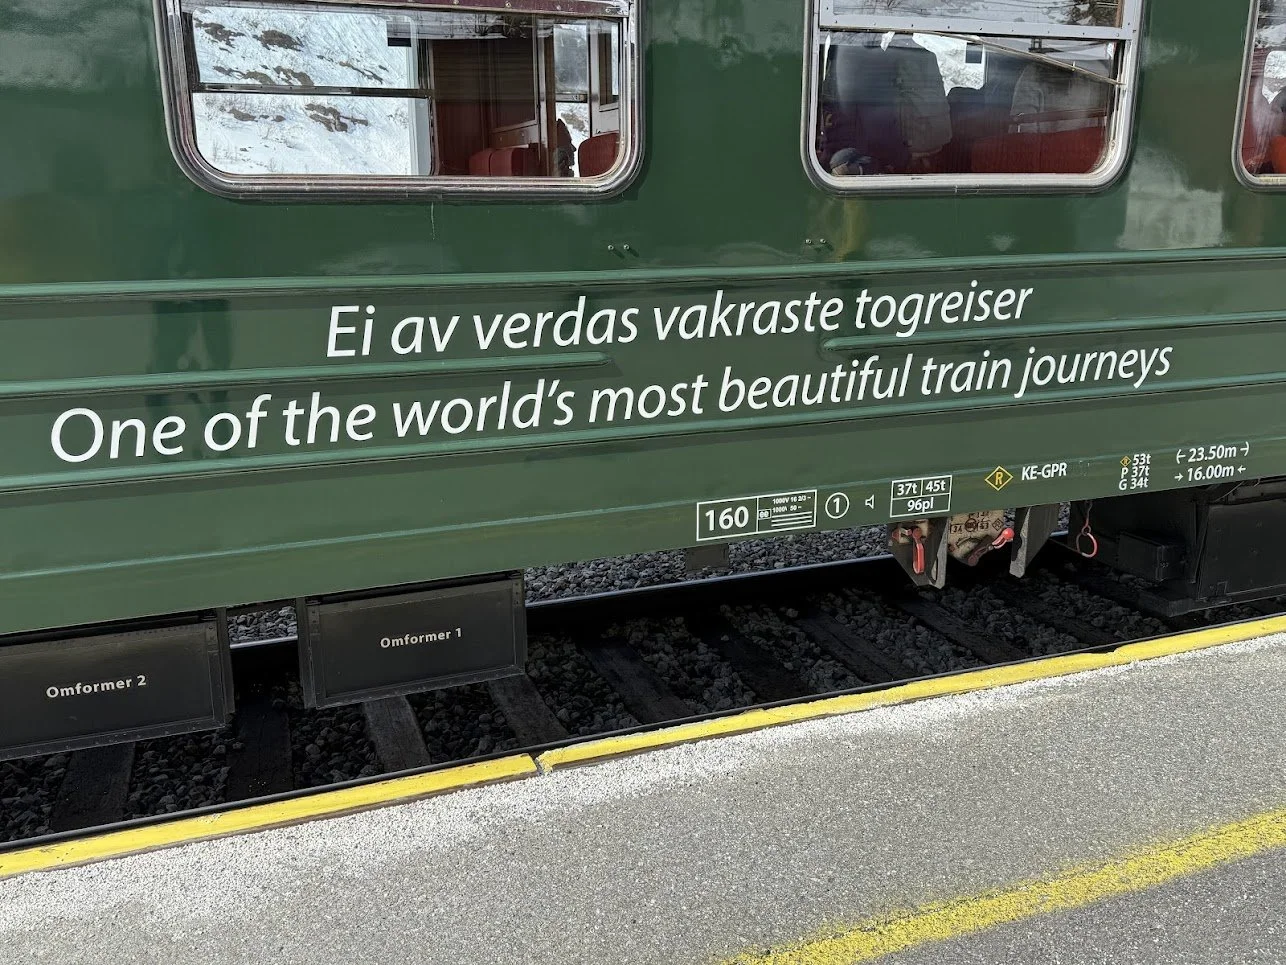 Ei av verdas vakraste togreiser
One of the world's most beautiful train journeys
160
1
37t 45t
96pl
R
KE-GPR
R 53t
P 37t
G 34t
23.50m
16.00m
Omformer 1
Omformer 2